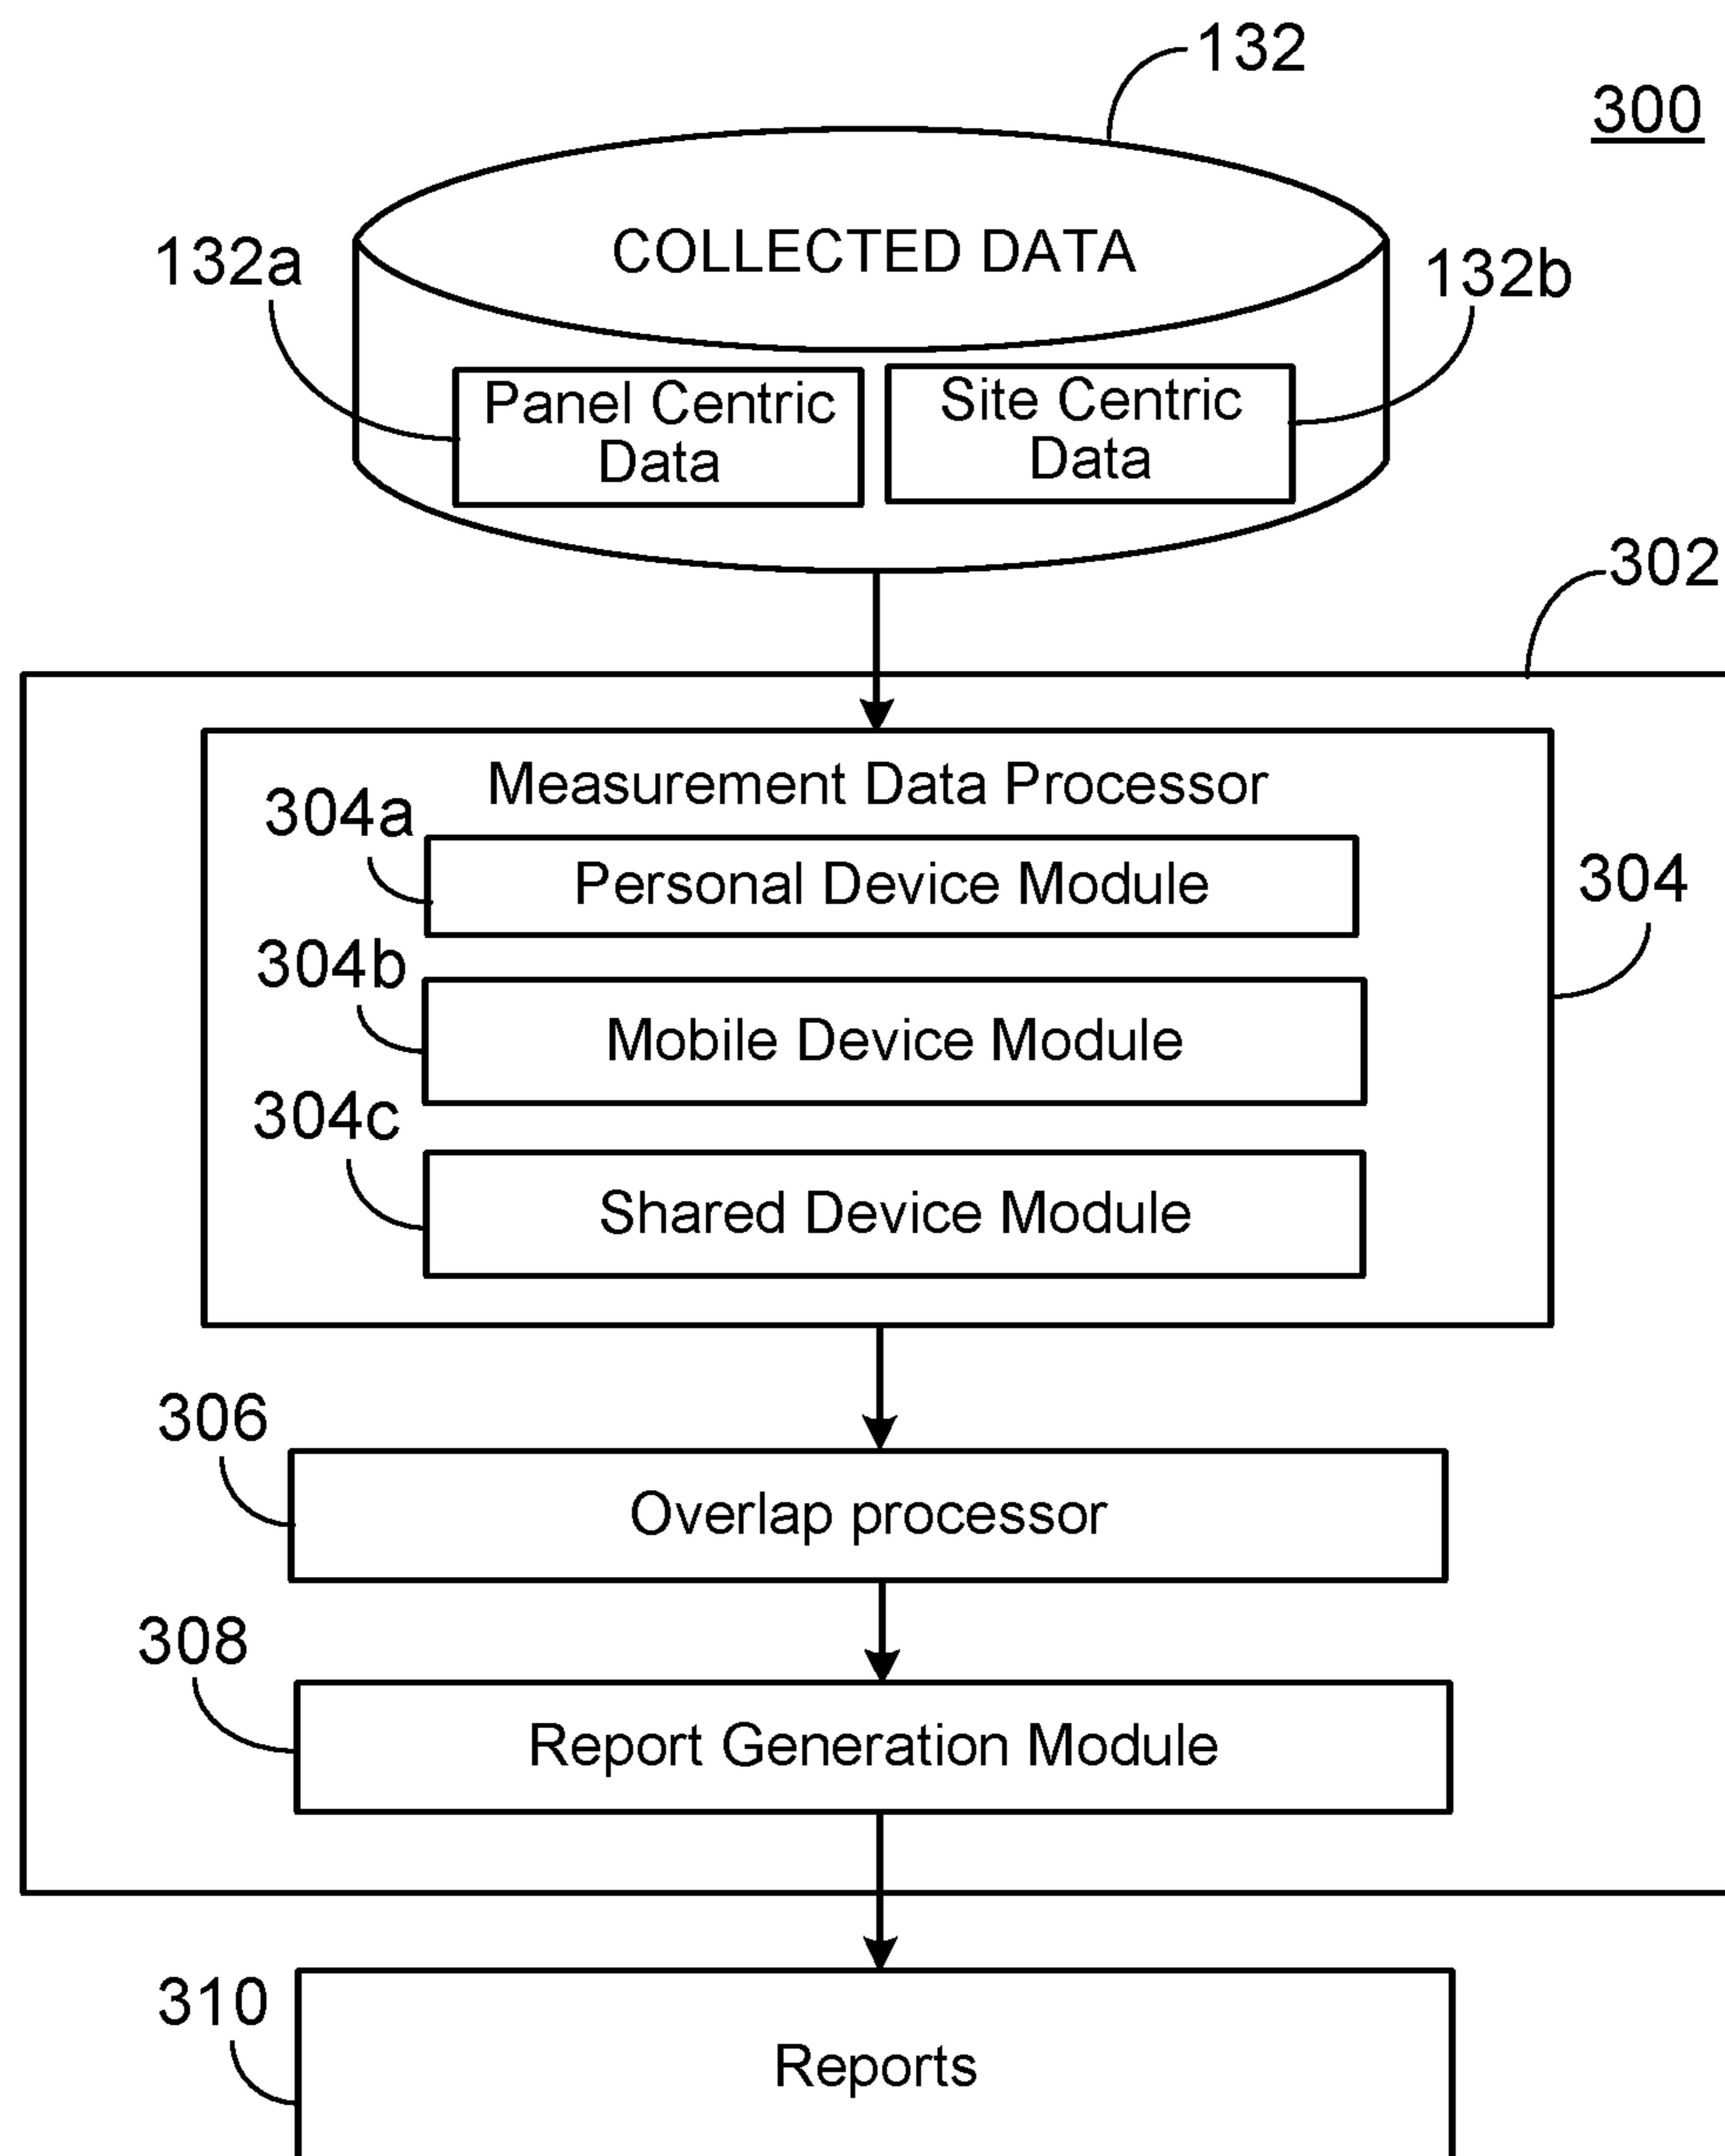 132
300
COLLECTED DATA
132a
132b
Panel Centric
Data
Site Centric
Data
302
Measurement Data Processor
304a
Personal Device Module
304
304b
Mobile Device Module
304c
Shared Device Module
306
Overlap processor
308
Report Generation Module
310
Reports